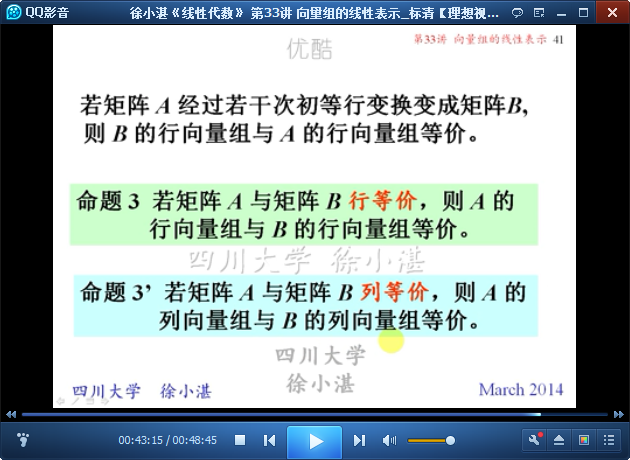 QQ影音
徐小湛《线性代数》 第33讲 向量组的线性表示_标清【理想视...
优酷
第33讲 向量组的线性表示 41
若矩阵 A 经过若干次初等行变换变成矩阵B,
则 B 的行向量组与 A 的行向量组等价。
命题 3 若矩阵 A 与矩阵 B 行等价，则 A 的
行向量组与 B 的行向量组等价。
四川大学 徐小湛
命题 3’ 若矩阵 A 与矩阵 B 列等价，则 A 的
列向量组与 B 的列向量组等价。
四川大学
徐小湛
四川大学 徐小湛
March 2014
00:43:15 / 00:48:45